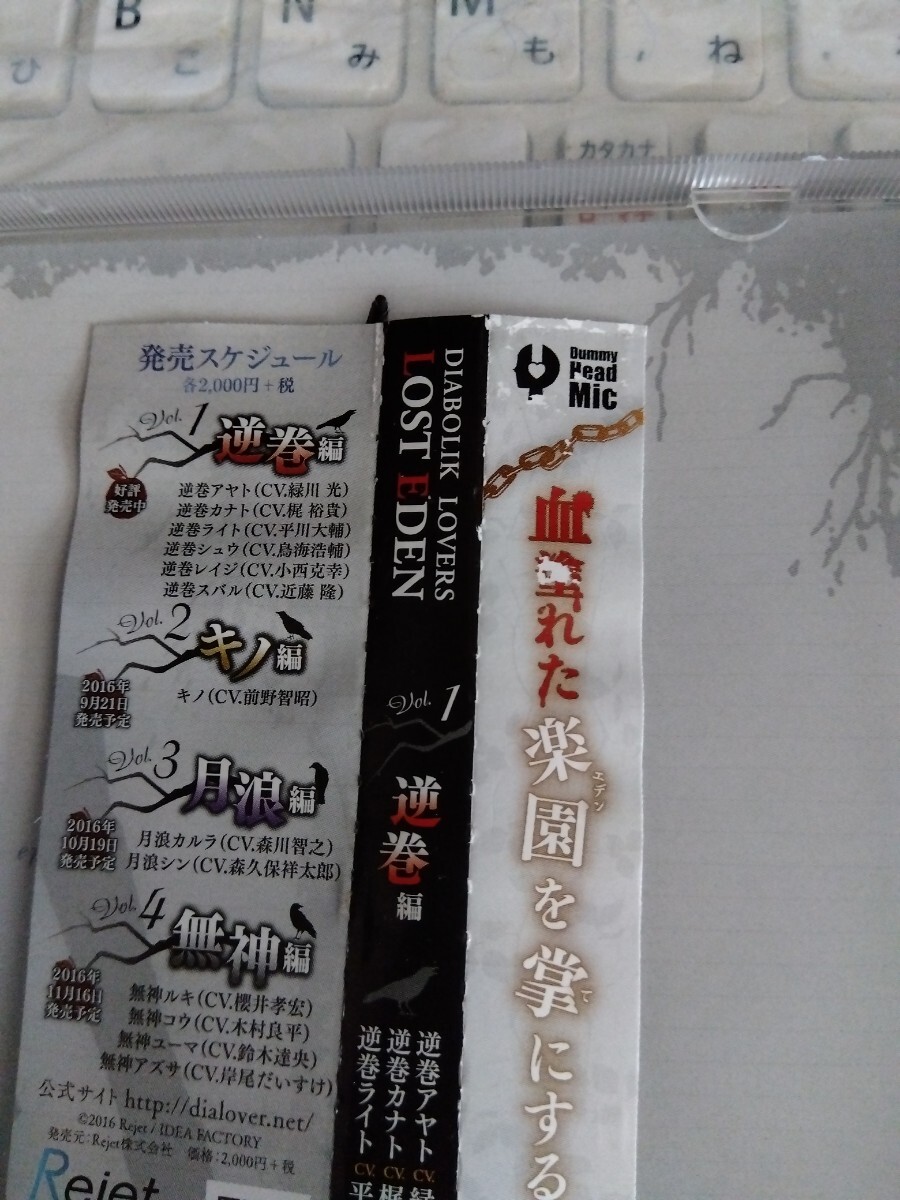 B
N
M
ひ
こ
み
も
,
ね
カタカナ
発売スケジュール
各2,000円+税
Vol. 1
逆巻編
好評
発売中
逆巻アヤト(CV.緑川 光)
逆巻カナト(CV.梶 裕貴)
逆巻ライト(CV.平川大輔)
逆巻シュウ(CV.鳥海浩輔)
逆巻レイジ(CV.小西克幸)
逆巻スバル(CV.近藤 隆)
Vol. 2
キノ編
2016年
9月21日
発売予定
キノ(CV.前野智昭)
Vol. 3
月浪編
2016年
10月19日
発売予定
月浪カルラ(CV.森川智之)
月浪シン(CV.森久保祥太郎)
Vol. 4
無神編
2016年
11月16日
発売予定
無神ルキ(CV.櫻井孝宏)
無神コウ(CV.木村良平)
無神ユーマ(CV.鈴木達央)
無神アズサ(CV.岸尾だいすけ)
公式サイト http://dialover.net/
©2016 Rejet / IDEA FACTORY
発売元:Rejet株式会社 価格:2,000円+税
Rejet
DIABOLIK LOVERS
LOST EDEN
Vol. 1
逆巻編
逆巻アヤト CV.緑
逆巻カナト CV.梶
逆巻ライト CV.平
Dummy
Head
Mic
血塗れた楽園を掌にする
エデン
て